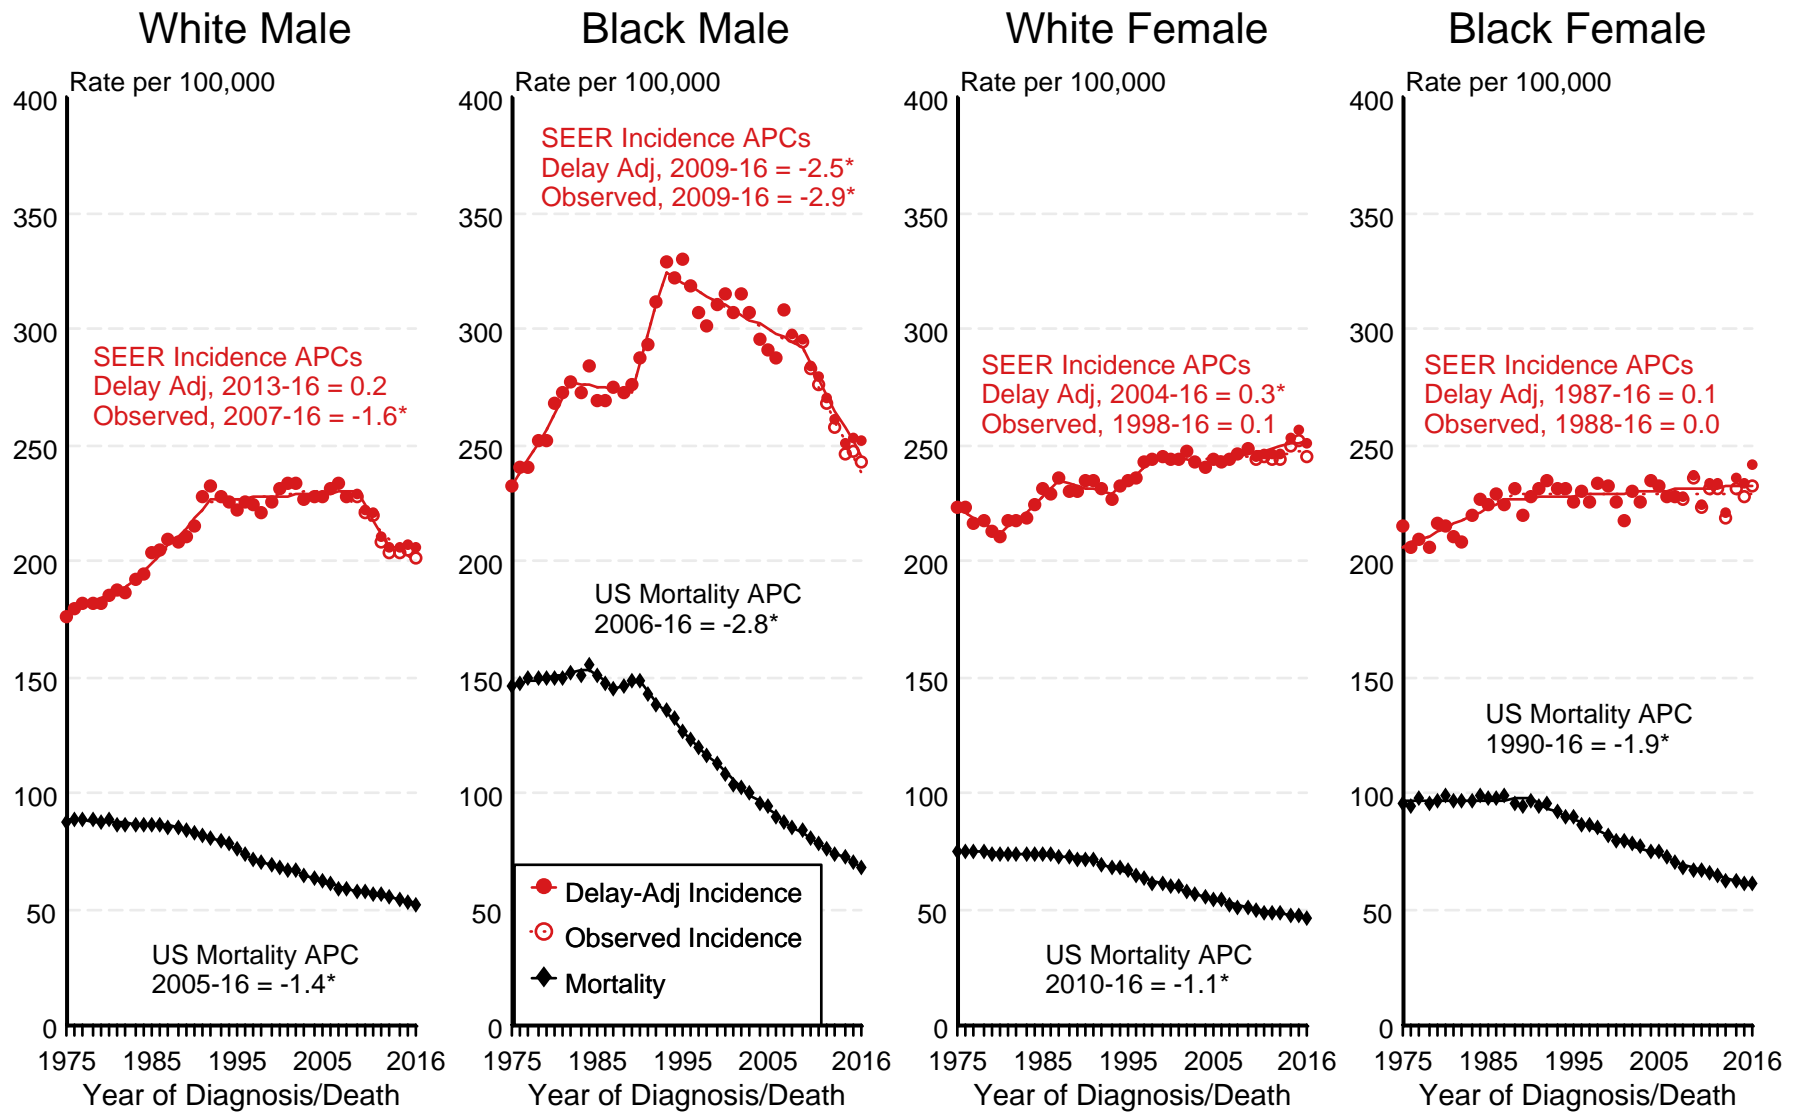 White Male
Rate per 100,000
400
350
300
250
200
150
100
50
0
SEER Incidence APCs
Delay Adj, 2013-16 = 0.2
Observed, 2007-16 = -1.6*
US Mortality APC
2005-16 = -1.4*
1975 1985 1995 2005 2016
Year of Diagnosis/Death
Black Male
Rate per 100,000
400
350
300
250
200
150
100
50
0
SEER Incidence APCs
Delay Adj, 2009-16 = -2.5*
Observed, 2009-16 = -2.9*
US Mortality APC
2006-16 = -2.8*
Delay-Adj Incidence
Observed Incidence
Mortality
1975 1985 1995 2005 2016
Year of Diagnosis/Death
White Female
Rate per 100,000
400
350
300
250
200
150
100
50
0
SEER Incidence APCs
Delay Adj, 2004-16 = 0.3*
Observed, 1998-16 = 0.1
US Mortality APC
2010-16 = -1.1*
1975 1985 1995 2005 2016
Year of Diagnosis/Death
Black Female
Rate per 100,000
400
350
300
250
200
150
100
50
0
SEER Incidence APCs
Delay Adj, 1987-16 = 0.1
Observed, 1988-16 = 0.0
US Mortality APC
1990-16 = -1.9*
1975 1985 1995 2005 2016
Year of Diagnosis/Death